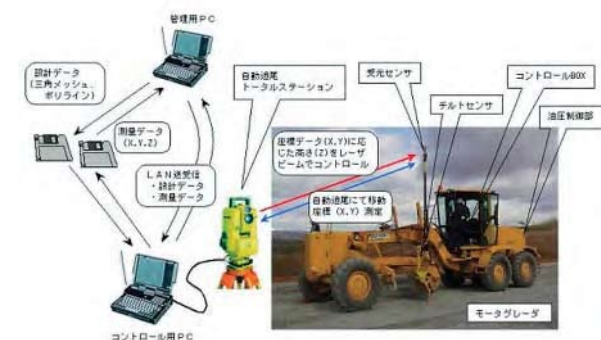 管理用PC
設計データ
(三角メッシュ、
ポリライン)
測量データ
(X,Y,Z)
LAN送受信
・設計データ
・測量データ
コントロール用PC
自動追尾
トータルステーション
受光センサ
コントロールBOX
チルトセンサ
油圧制御部
座標データ(X,Y)に応
じた高さ(Z)をレーザ
ビームでコントロール
自動追尾にて移動
座標(X,Y)測定
モータグレーダ